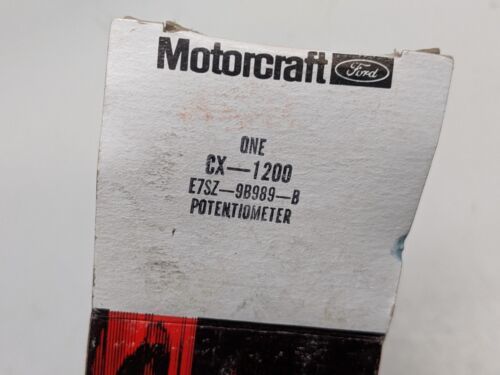 Motorcraft Ford
ONE
CX—1200
E7SZ—9B989—B
POTENTIOMETER